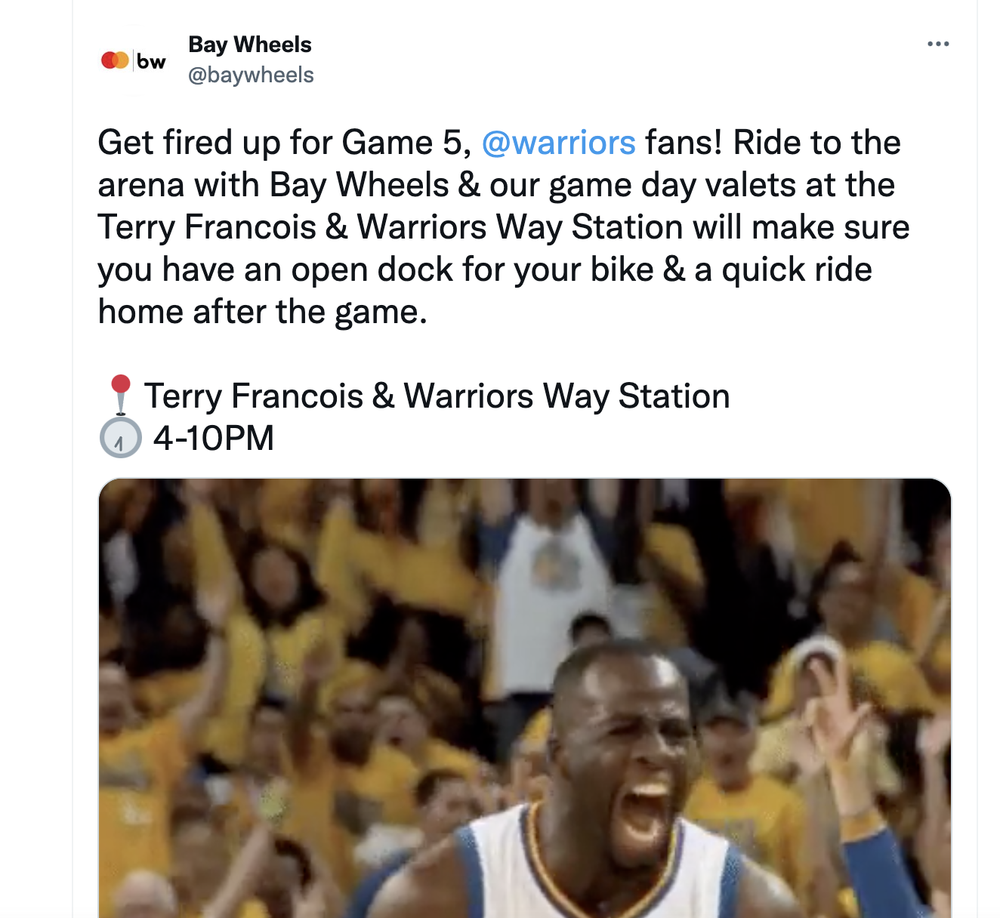 bw
Bay Wheels
@baywheels
Get fired up for Game 5, @warriors fans! Ride to the
arena with Bay Wheels & our game day valets at the
Terry Francois & Warriors Way Station will make sure
you have an open dock for your bike & a quick ride
home after the game.
📍Terry Francois & Warriors Way Station
🕢 4-10PM